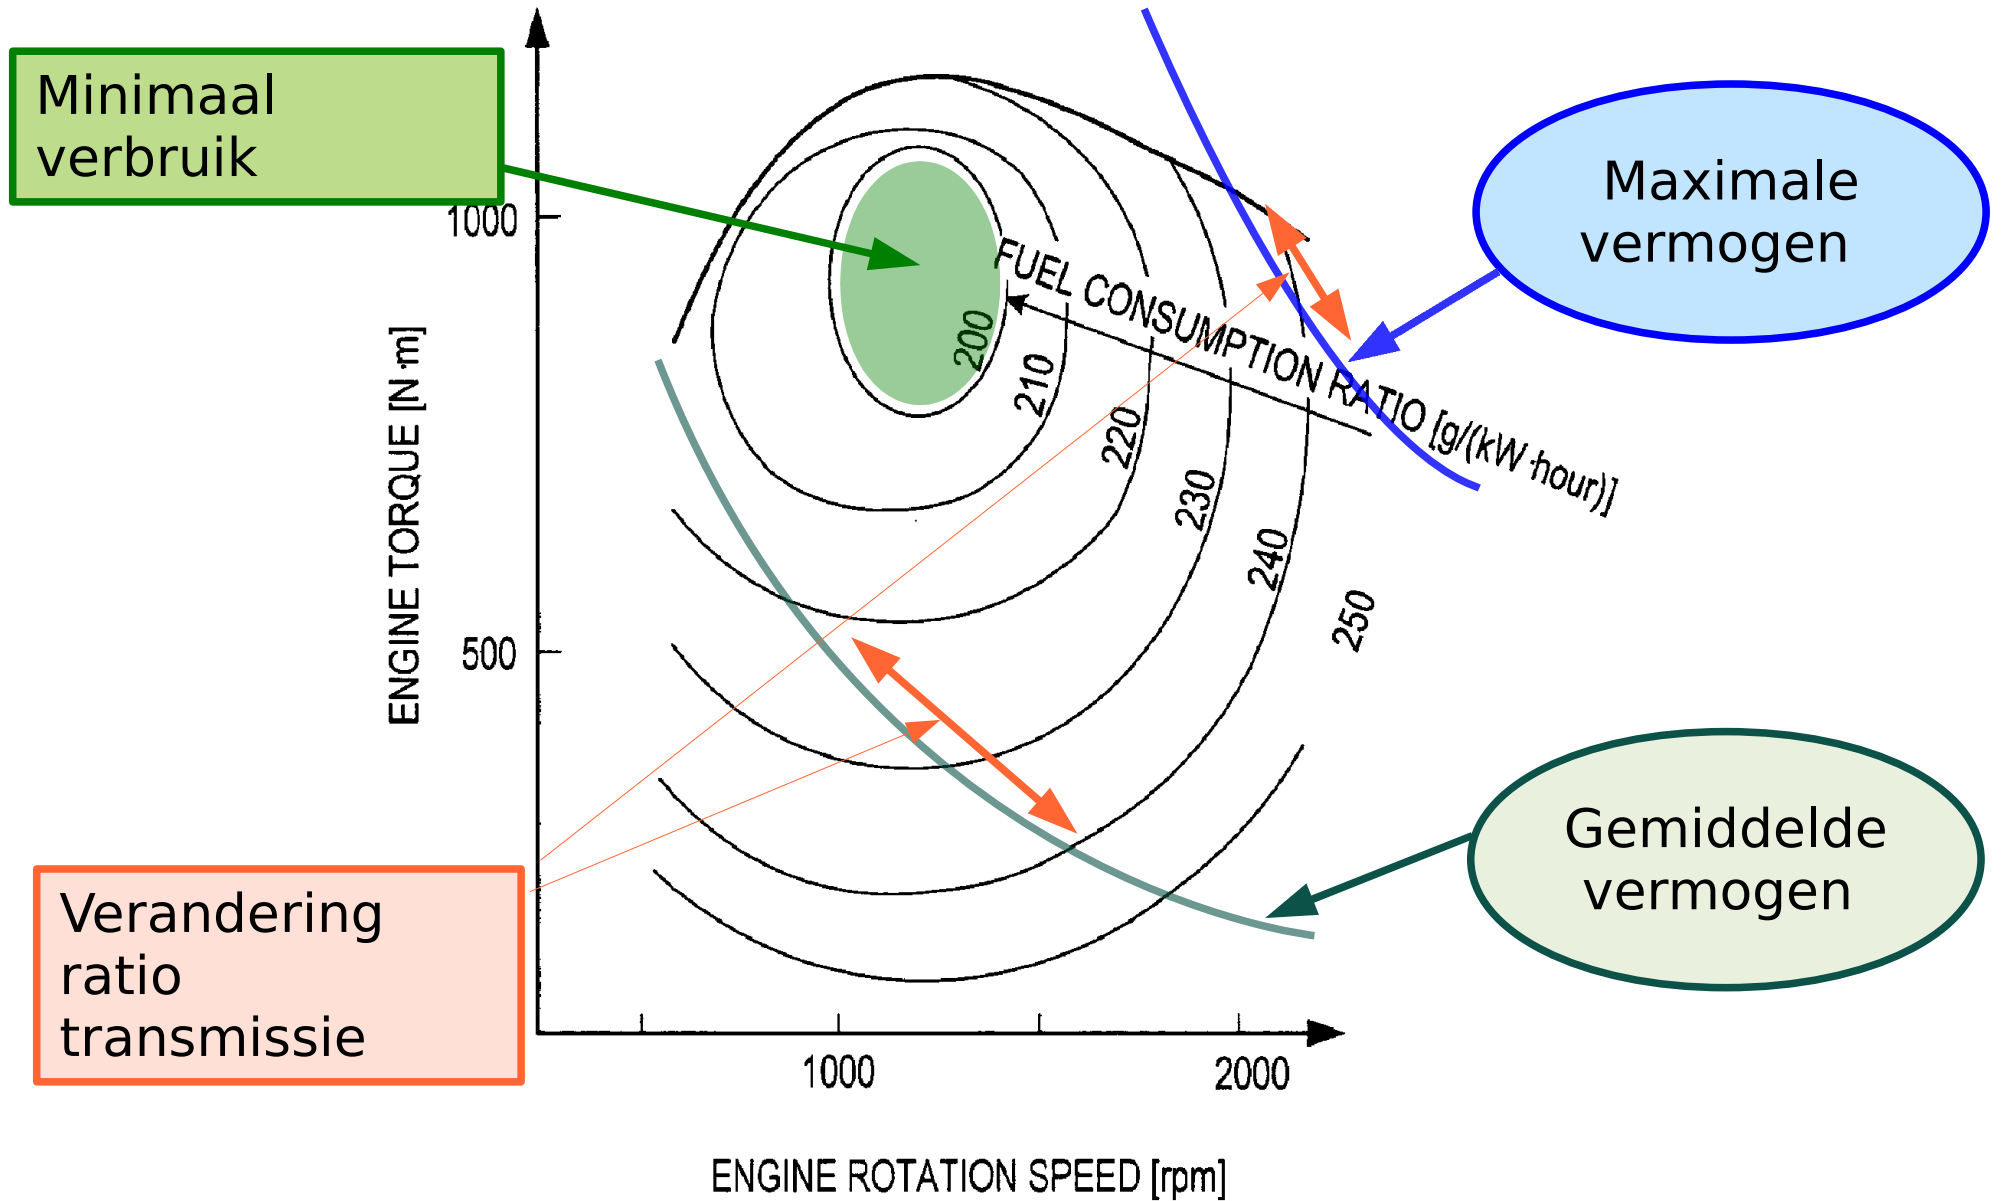 Minimaal
verbruik
Maximale
vermogen
1000
500
ENGINE TORQUE [N·m]
FUEL CONSUMPTION RATIO [g/(kW·hour)]
200
210
220
230
240
250
Gemiddelde
vermogen
Verandering
ratio
transmissie
1000
2000
ENGINE ROTATION SPEED [rpm]